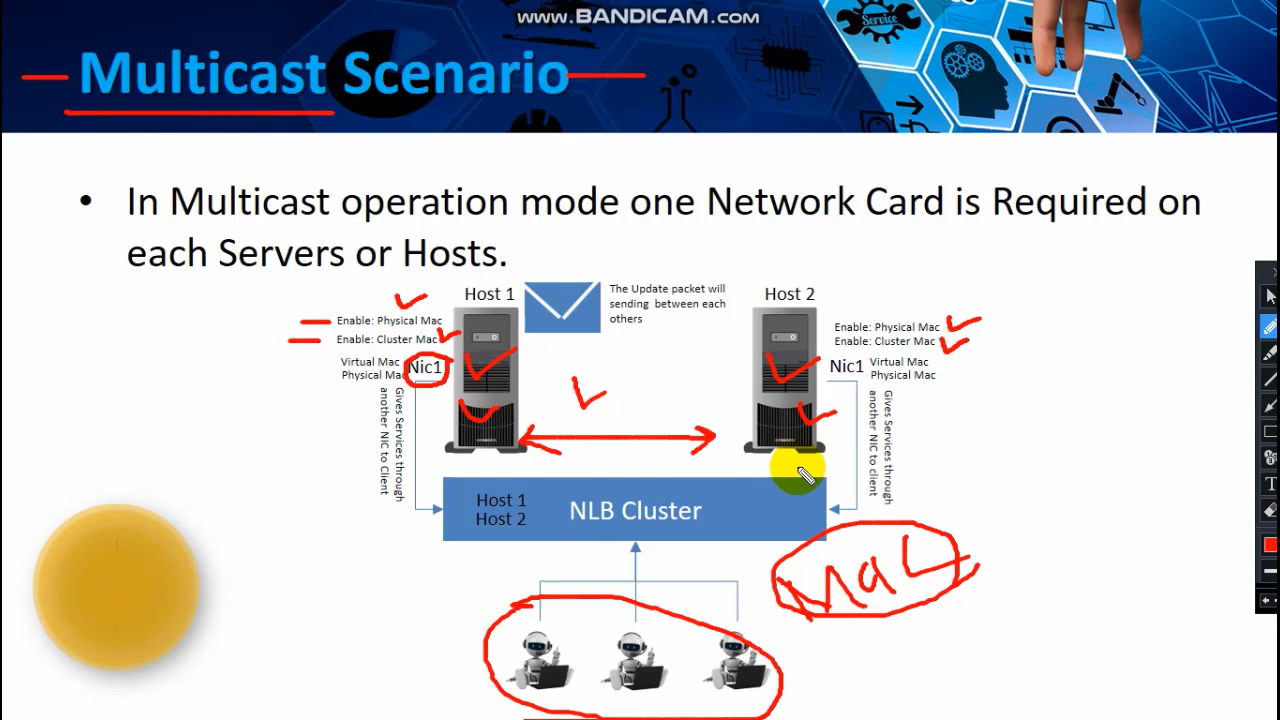 www.BANDICAM.com
Service
Multicast Scenario
• In Multicast operation mode one Network Card is Required on
each Servers or Hosts.
Host 1
The Update packet will
sending between each
others
Host 2
Enable: Physical Mac
Enable: Cluster Mac
Virtual Mac
Physical Mac
Nic1
Enable: Physical Mac
Enable: Cluster Mac
Nic1
Virtual Mac
Physical Mac
Gives Services through
another NIC to Client
Gives Services through
another NIC to client
Host 1
Host 2
NLB Cluster
Mac
T